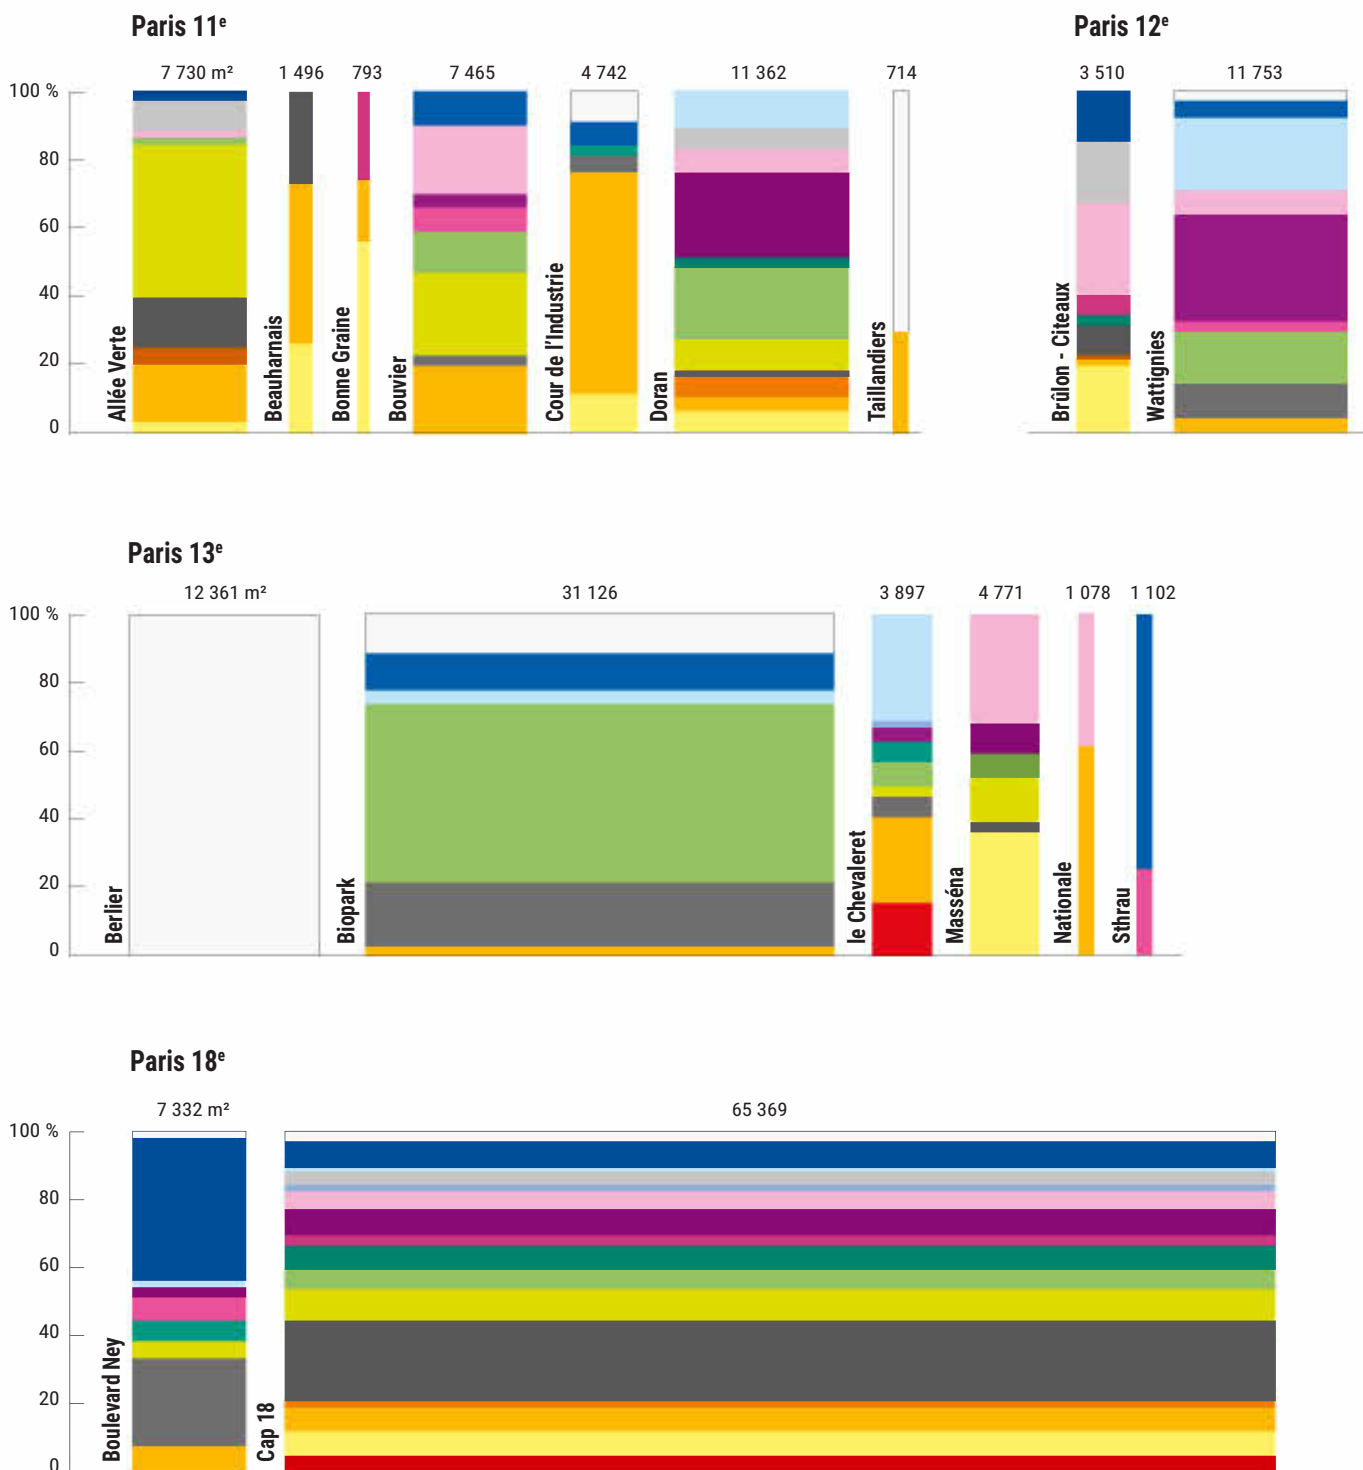 Paris 11e
Paris 12e
7 730 m²
1 496
793
7 465
4 742
11 362
714
3 510
11 753
100 %
80
60
40
20
0
Allée Verte
Beauharnais
Bonne Graine
Bouvier
Cour de l'Industrie
Doran
Taillandiers
Brûlon - Citeaux
Wattignies
Paris 13e
12 361 m²
31 126
3 897
4 771
1 078
1 102
100 %
80
60
40
20
0
Berlier
Biopark
le Chevaleret
Masséna
Nationale
Sthrau
Paris 18e
7 332 m²
65 369
100 %
80
60
40
20
0
Boulevard Ney
Cap 18